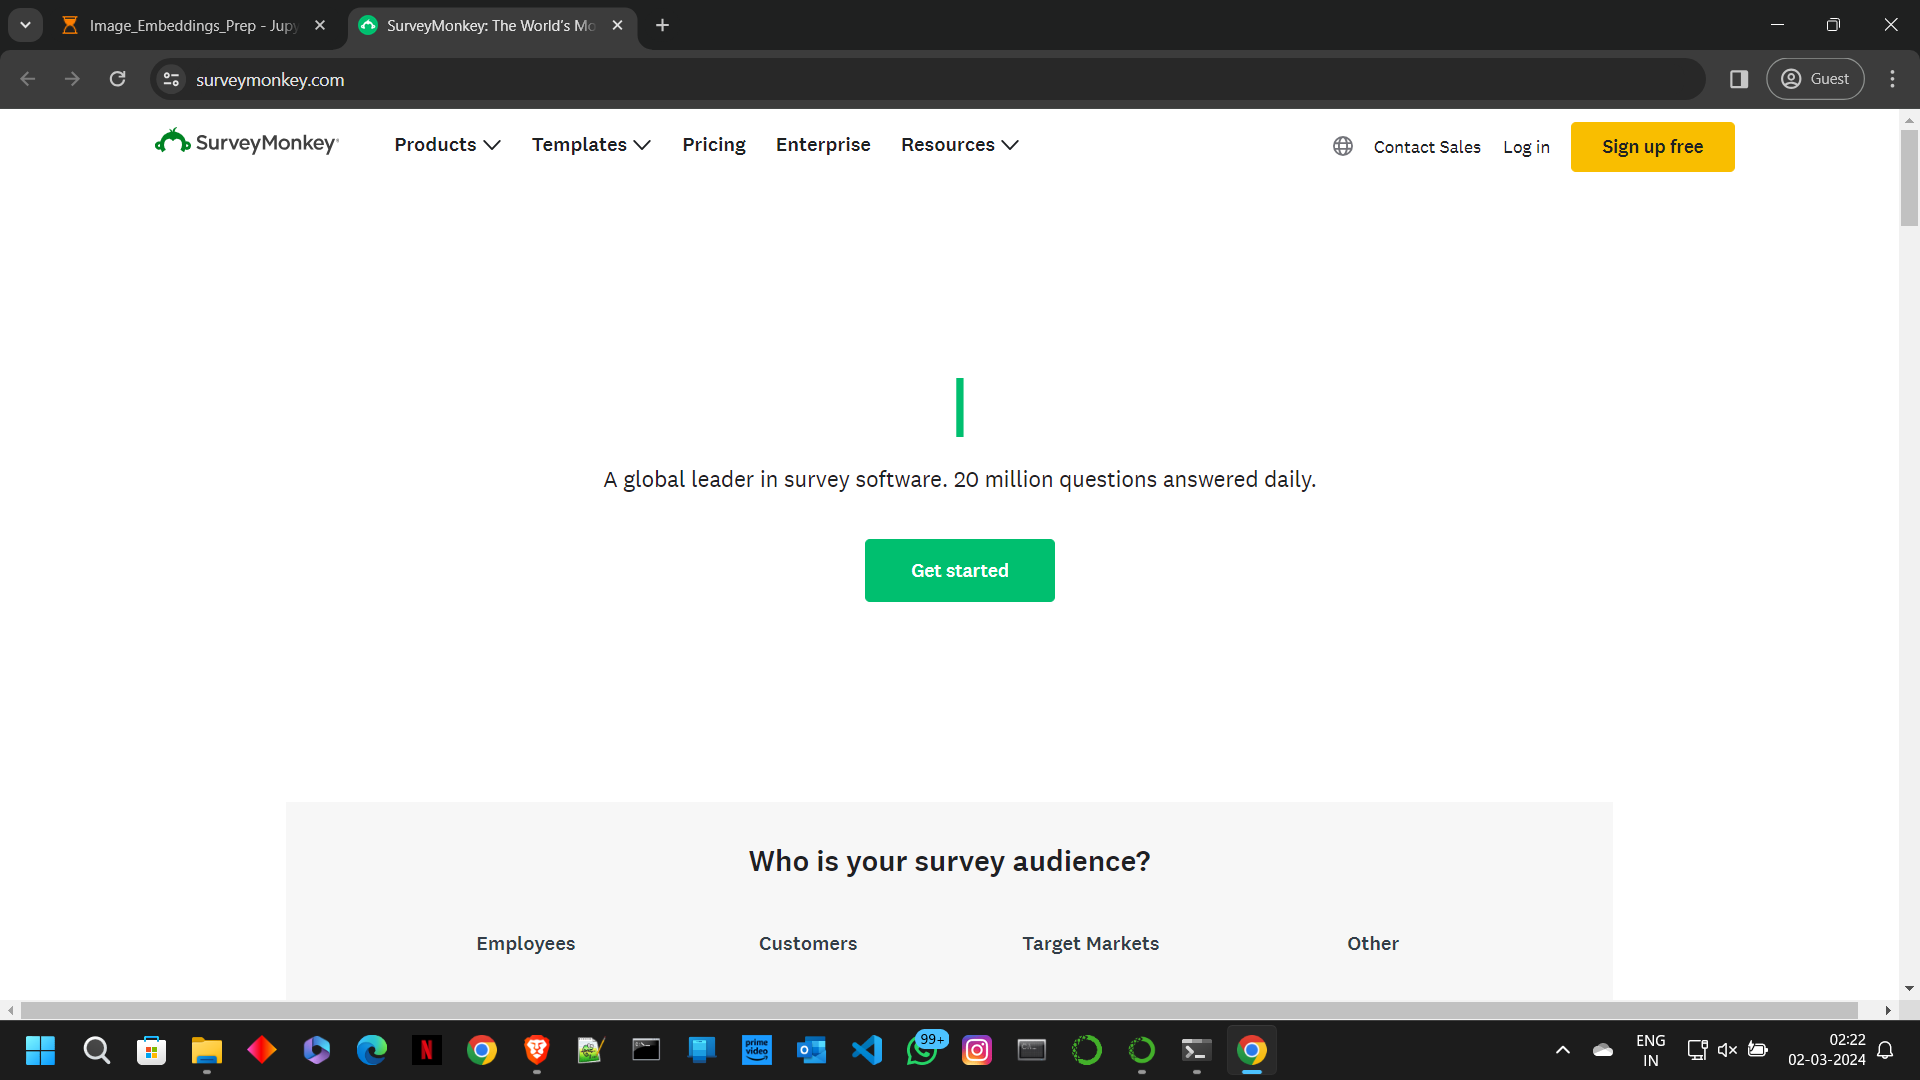 Image_Embeddings_Prep - Jupy
SurveyMonkey: The World's Mo
surveymonkey.com
Guest
SurveyMonkey
Products
Templates
Pricing
Enterprise
Resources
Contact Sales
Log in
Sign up free
A global leader in survey software. 20 million questions answered daily.
Get started
Who is your survey audience?
Employees
Customers
Target Markets
Other
N
prime
video
99+
ENG
IN
02:22
02-03-2024